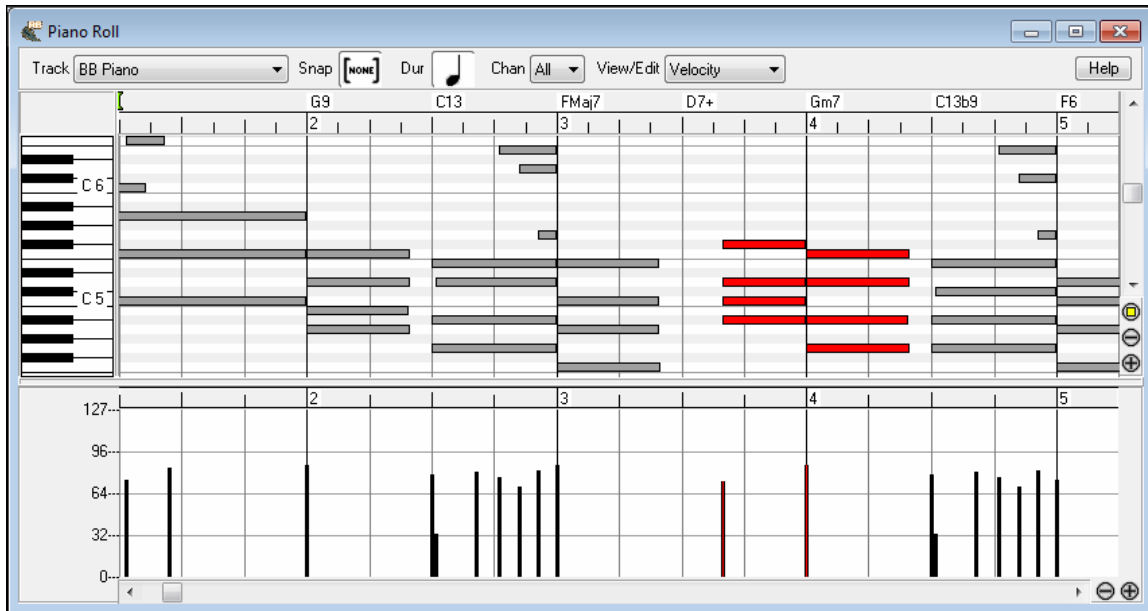 Piano Roll
Track BB Piano Snap [NONE] Dur Chan All View/Edit Velocity Help
G9 C13 FMaj7 D7+ Gm7 C13b9 F6
2 3 4 5
C 6
C 5
2 3 4 5
127
96
64
32
0